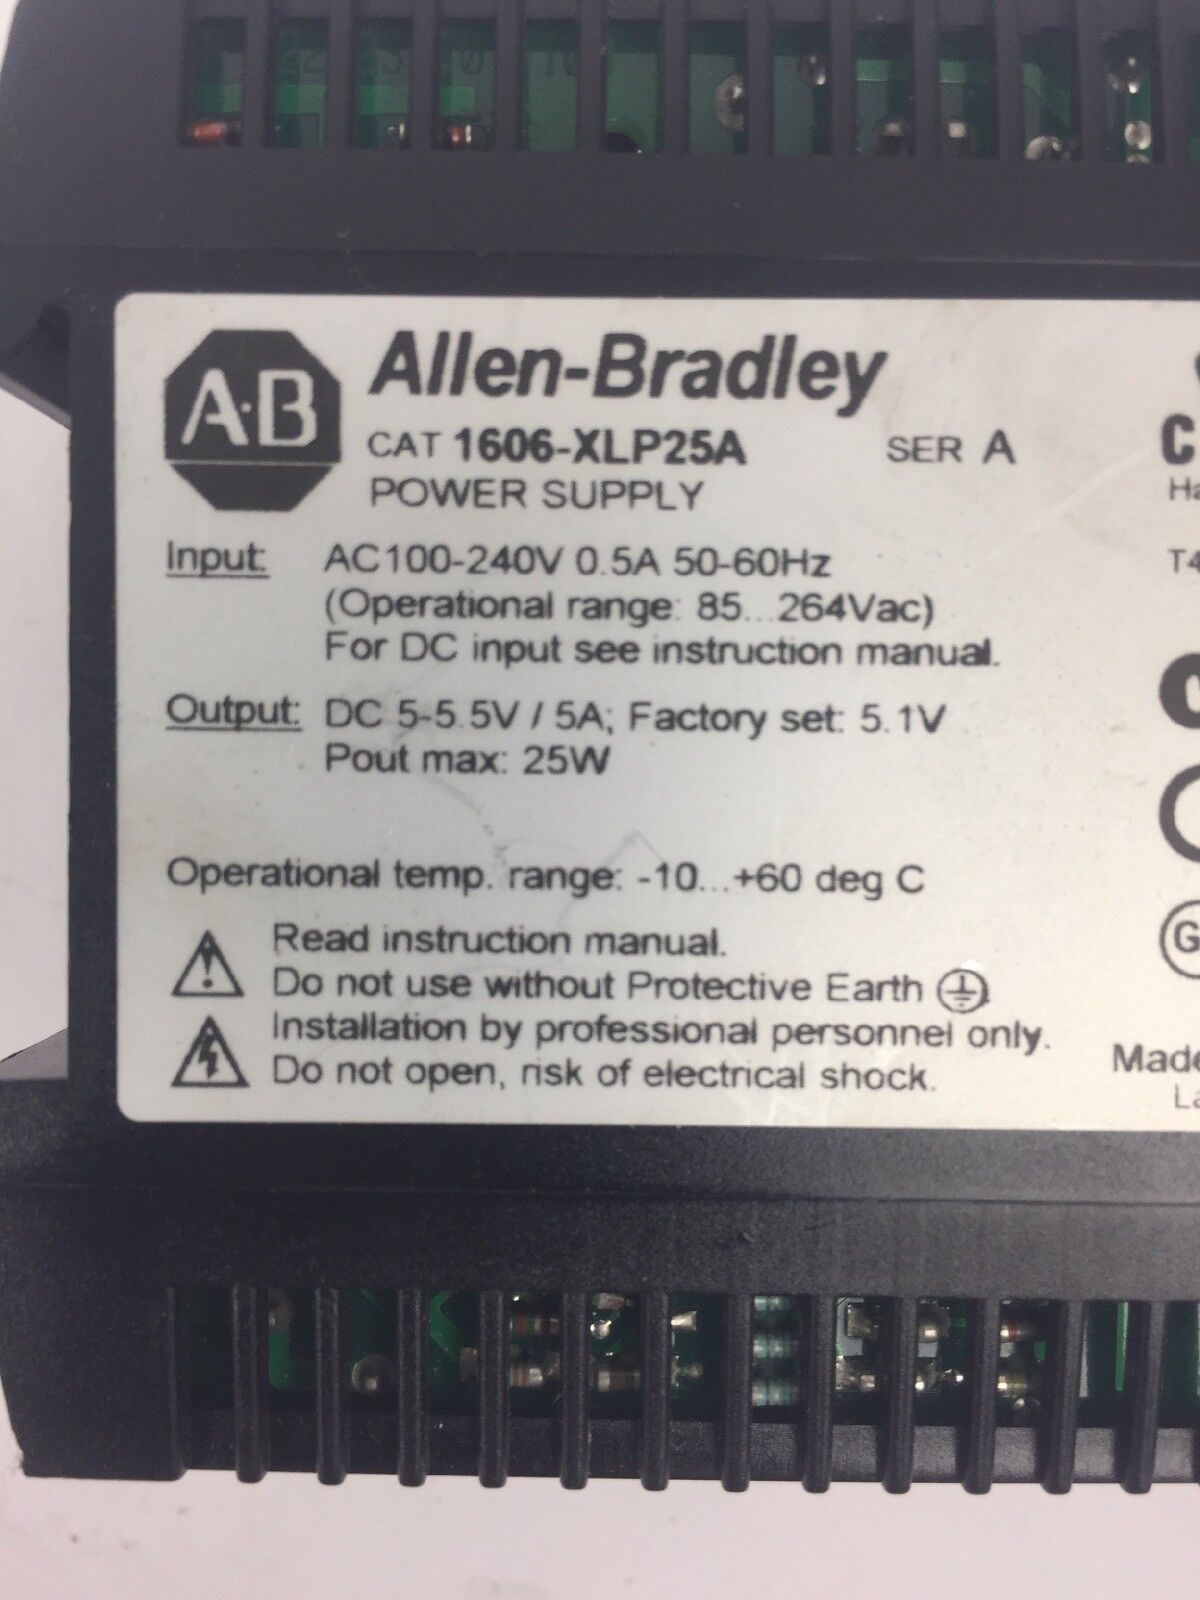 A·B
Allen-Bradley
CAT 1606-XLP25A SER A
POWER SUPPLY
Input: AC100-240V 0.5A 50-60Hz
(Operational range: 85...264Vac)
For DC input see instruction manual.
Output: DC 5-5.5V / 5A; Factory set: 5.1V
Pout max: 25W
Operational temp. range: -10...+60 deg C
Read instruction manual.
Do not use without Protective Earth
Installation by professional personnel only.
Do not open, risk of electrical shock.
Made